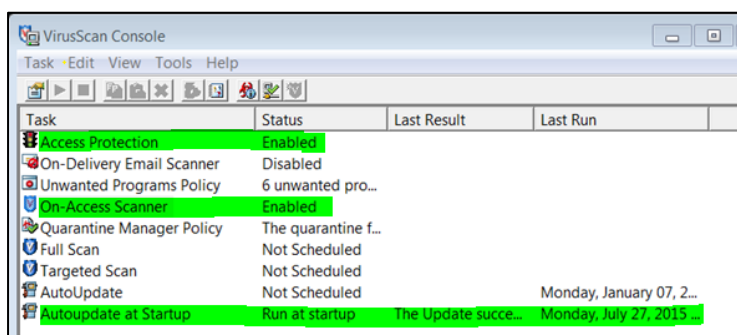 VirusScan Console
Task Edit View Tools Help
Task Status Last Result Last Run
Access Protection Enabled
On-Delivery Email Scanner Disabled
Unwanted Programs Policy 6 unwanted pro...
On-Access Scanner Enabled
Quarantine Manager Policy The quarantine f...
Full Scan Not Scheduled
Targeted Scan Not Scheduled
AutoUpdate Not Scheduled Monday, January 07, 2...
Autoupdate at Startup Run at startup The Update succe... Monday, July 27, 2015 ...